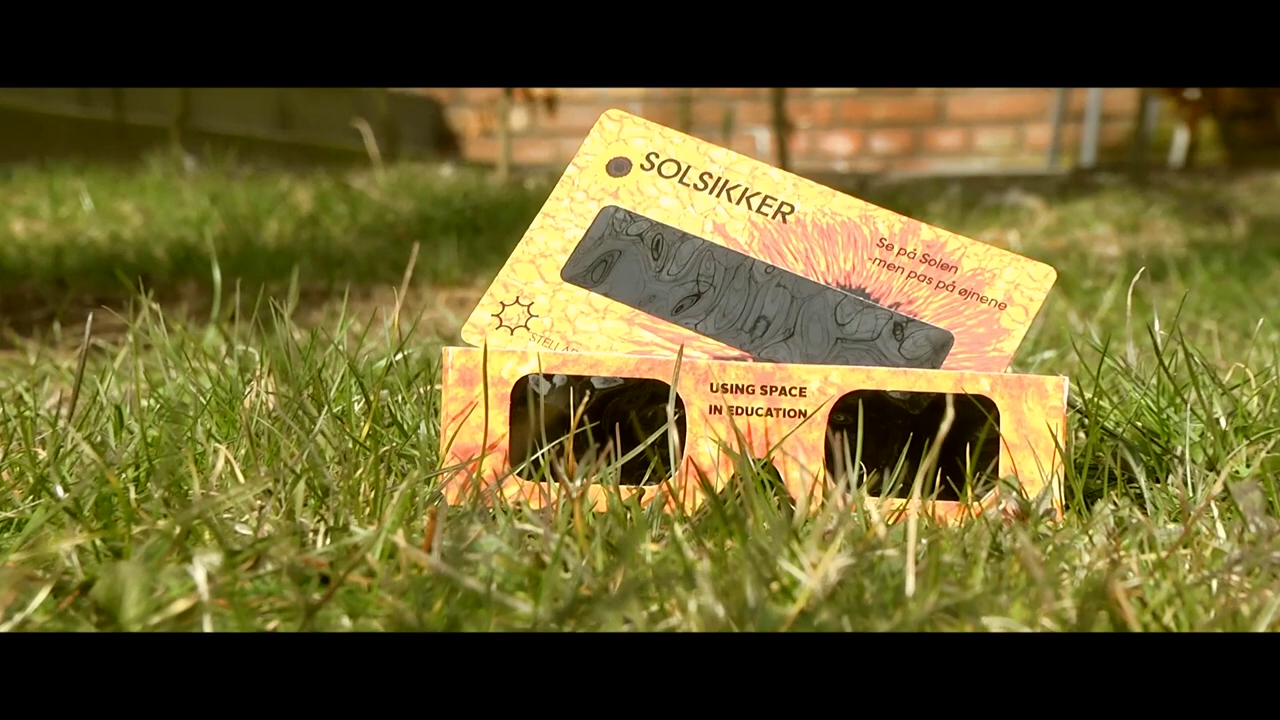 SOLSIKKER
Se på Solen
-men pas på øjnene
USING SPACE
IN EDUCATION